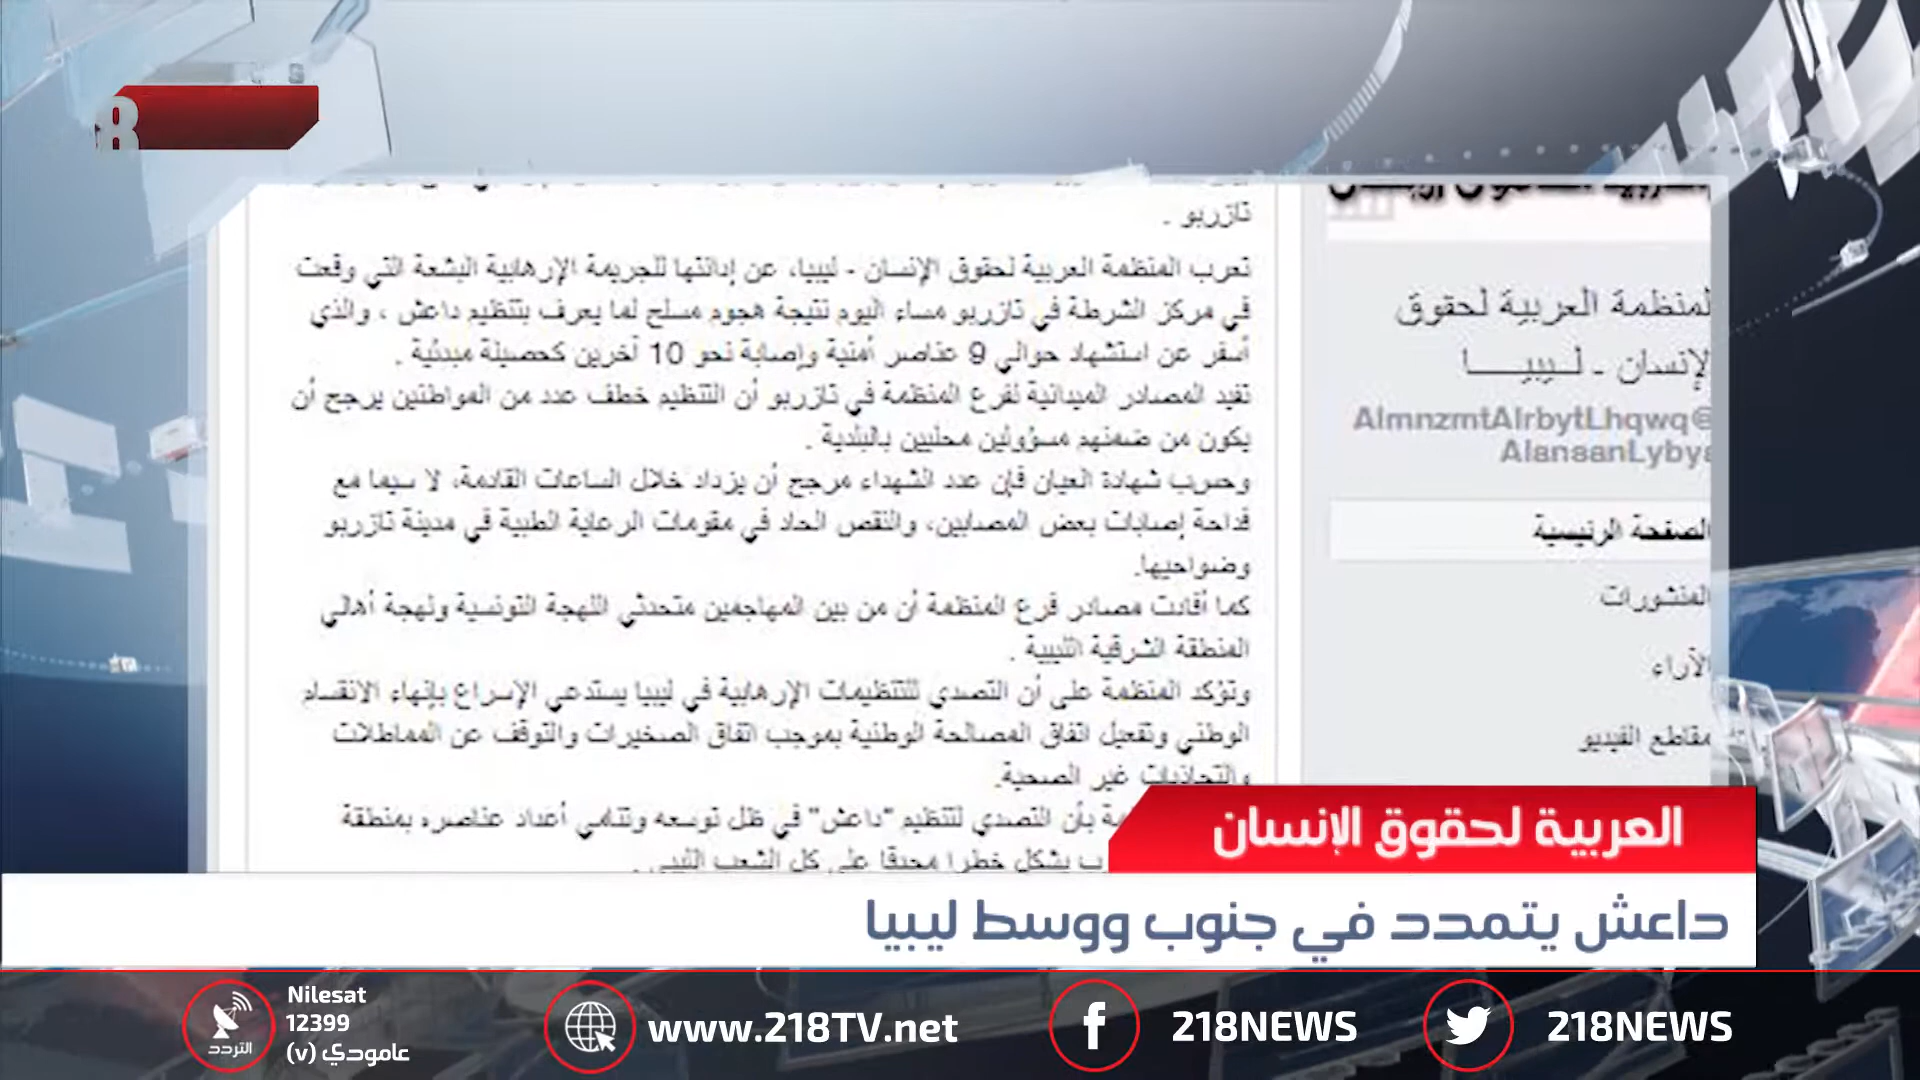 8
تازربو .
تعرب المنظمة العربية لحقوق الإنسان - ليبيا، عن إدانتها للجريمة الإرهابية البشعة التي وقعت
في مركز الشرطة في تازربو مساء اليوم نتيجة هجوم مسلح لما يعرف بتنظيم داعش ، والذي
أسفر عن استشهاد حوالي 9 عناصر أمنية وإصابة نحو 10 آخرين كحصيلة مبدئية .
تفيد المصادر الميدانية لفرع المنظمة في تازربو أن التنظيم خطف عدد من المواطنين يرجح أن
يكون من ضمنهم مسؤولين محليين بالبلدية .
وحسب شهادة العيان فإن عدد الشهداء مرجح أن يزداد خلال الساعات القادمة، لا سيما مع
فداحة إصابات بعض المصابين، والنقص الحاد في مقومات الرعاية الطبية في مدينة تازربو
وضواحيها.
كما أفادت مصادر فرع المنظمة أن من بين المهاجمين متحدثي اللهجة التونسية ولهجة أهالي
المنطقة الشرقية الليبية .
وتؤكد المنظمة على أن التصدي للتنظيمات الإرهابية في ليبيا يستدعي الإسراع بإنهاء الانقسام
الوطني وتفعيل اتفاق المصالحة الوطنية بموجب اتفاق الصخيرات والتوقف عن المماطلات
والتجاذبات غير الصحية.
بأن التصدي لتنظيم "داعش" في ظل توسعه وتنامي أعداد عناصره بمنطقة
يشكل خطرا محدقا على كل الشعب الليبي .
المنظمة العربية لحقوق
الإنسان - لـيبيـــــا
@AlmnzmtAlrbytLhqwq
AlansanLybya
الصفحة الرئيسية
المنشورات
الآراء
مقاطع الفيديو
العربية لحقوق الإنسان
داعش يتمدد في جنوب ووسط ليبيا
التردد
Nilesat
12399
عامودي (v)
www.218TV.net
218NEWS
218NEWS